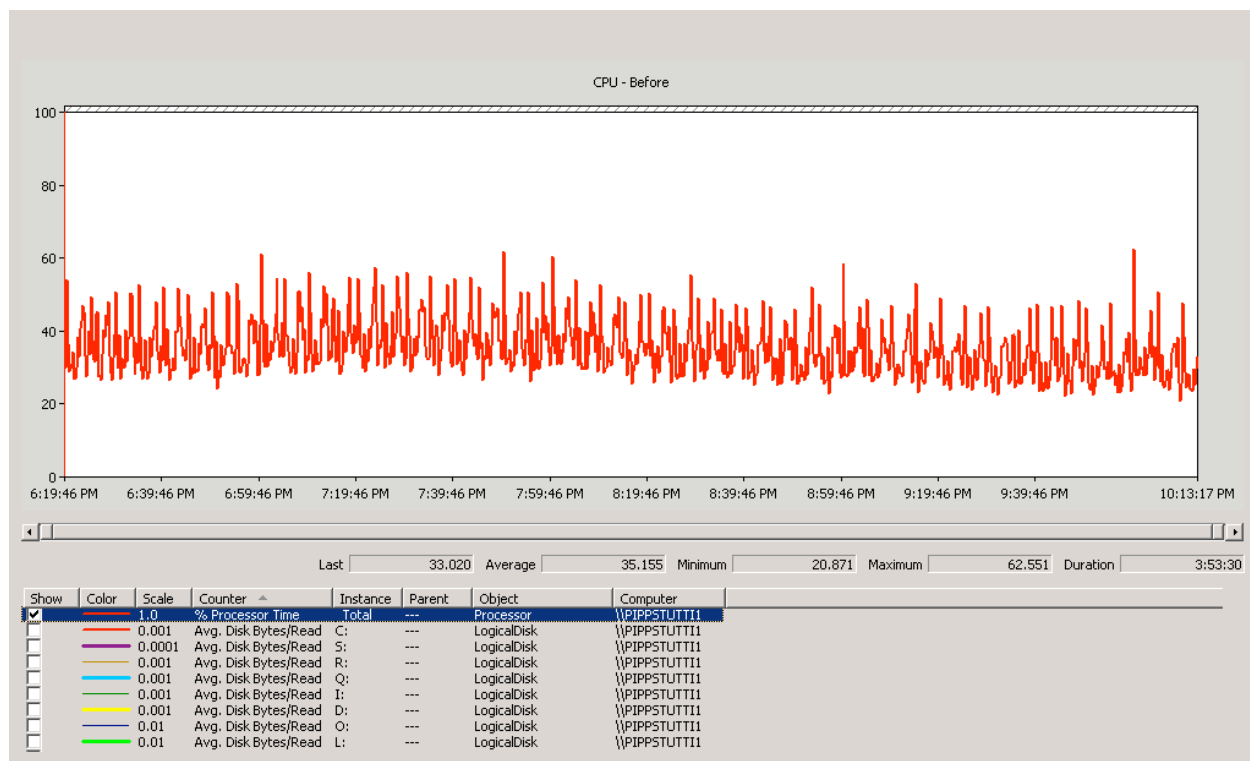 CPU - Before
100
80
60
40
20
0
6:19:46 PM 6:39:46 PM 6:59:46 PM 7:19:46 PM 7:39:46 PM 7:59:46 PM 8:19:46 PM 8:39:46 PM 8:59:46 PM 9:19:46 PM 9:39:46 PM 10:13:17 PM
Last 33.020 Average 35.155 Minimum 20.871 Maximum 62.551 Duration 3:53:30
Show Color Scale Counter Instance Parent Object Computer
1.0 % Processor Time _Total --- Processor \\PIPPSTUTTI1
0.001 Avg. Disk Bytes/Read C: --- LogicalDisk \\PIPPSTUTTI1
0.0001 Avg. Disk Bytes/Read S: --- LogicalDisk \\PIPPSTUTTI1
0.001 Avg. Disk Bytes/Read R: --- LogicalDisk \\PIPPSTUTTI1
0.001 Avg. Disk Bytes/Read Q: --- LogicalDisk \\PIPPSTUTTI1
0.001 Avg. Disk Bytes/Read I: --- LogicalDisk \\PIPPSTUTTI1
0.001 Avg. Disk Bytes/Read D: --- LogicalDisk \\PIPPSTUTTI1
0.01 Avg. Disk Bytes/Read O: --- LogicalDisk \\PIPPSTUTTI1
0.01 Avg. Disk Bytes/Read L: --- LogicalDisk \\PIPPSTUTTI1